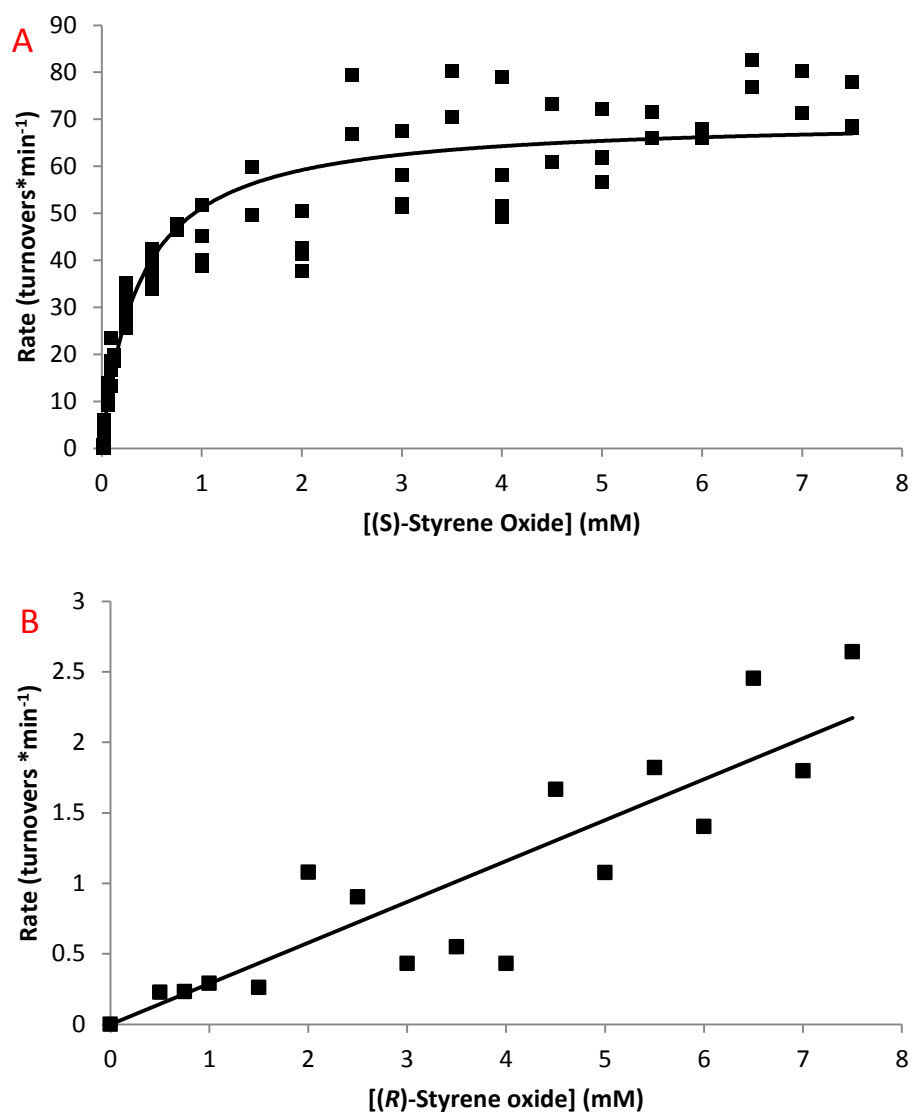 A
90
80
70
60
50
40
30
20
10
0
Rate (turnovers*min⁻¹)
0 1 2 3 4 5 6 7 8
[(S)-Styrene Oxide] (mM)
B
3
2.5
2
1.5
1
0.5
0
Rate (turnovers *min⁻¹)
0 1 2 3 4 5 6 7 8
[(R)-Styrene oxide] (mM)